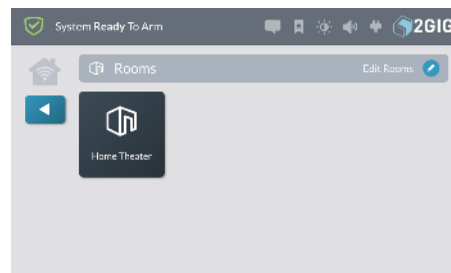 System Ready To Arm
2GIG
Rooms
Edit Rooms
Home Theater